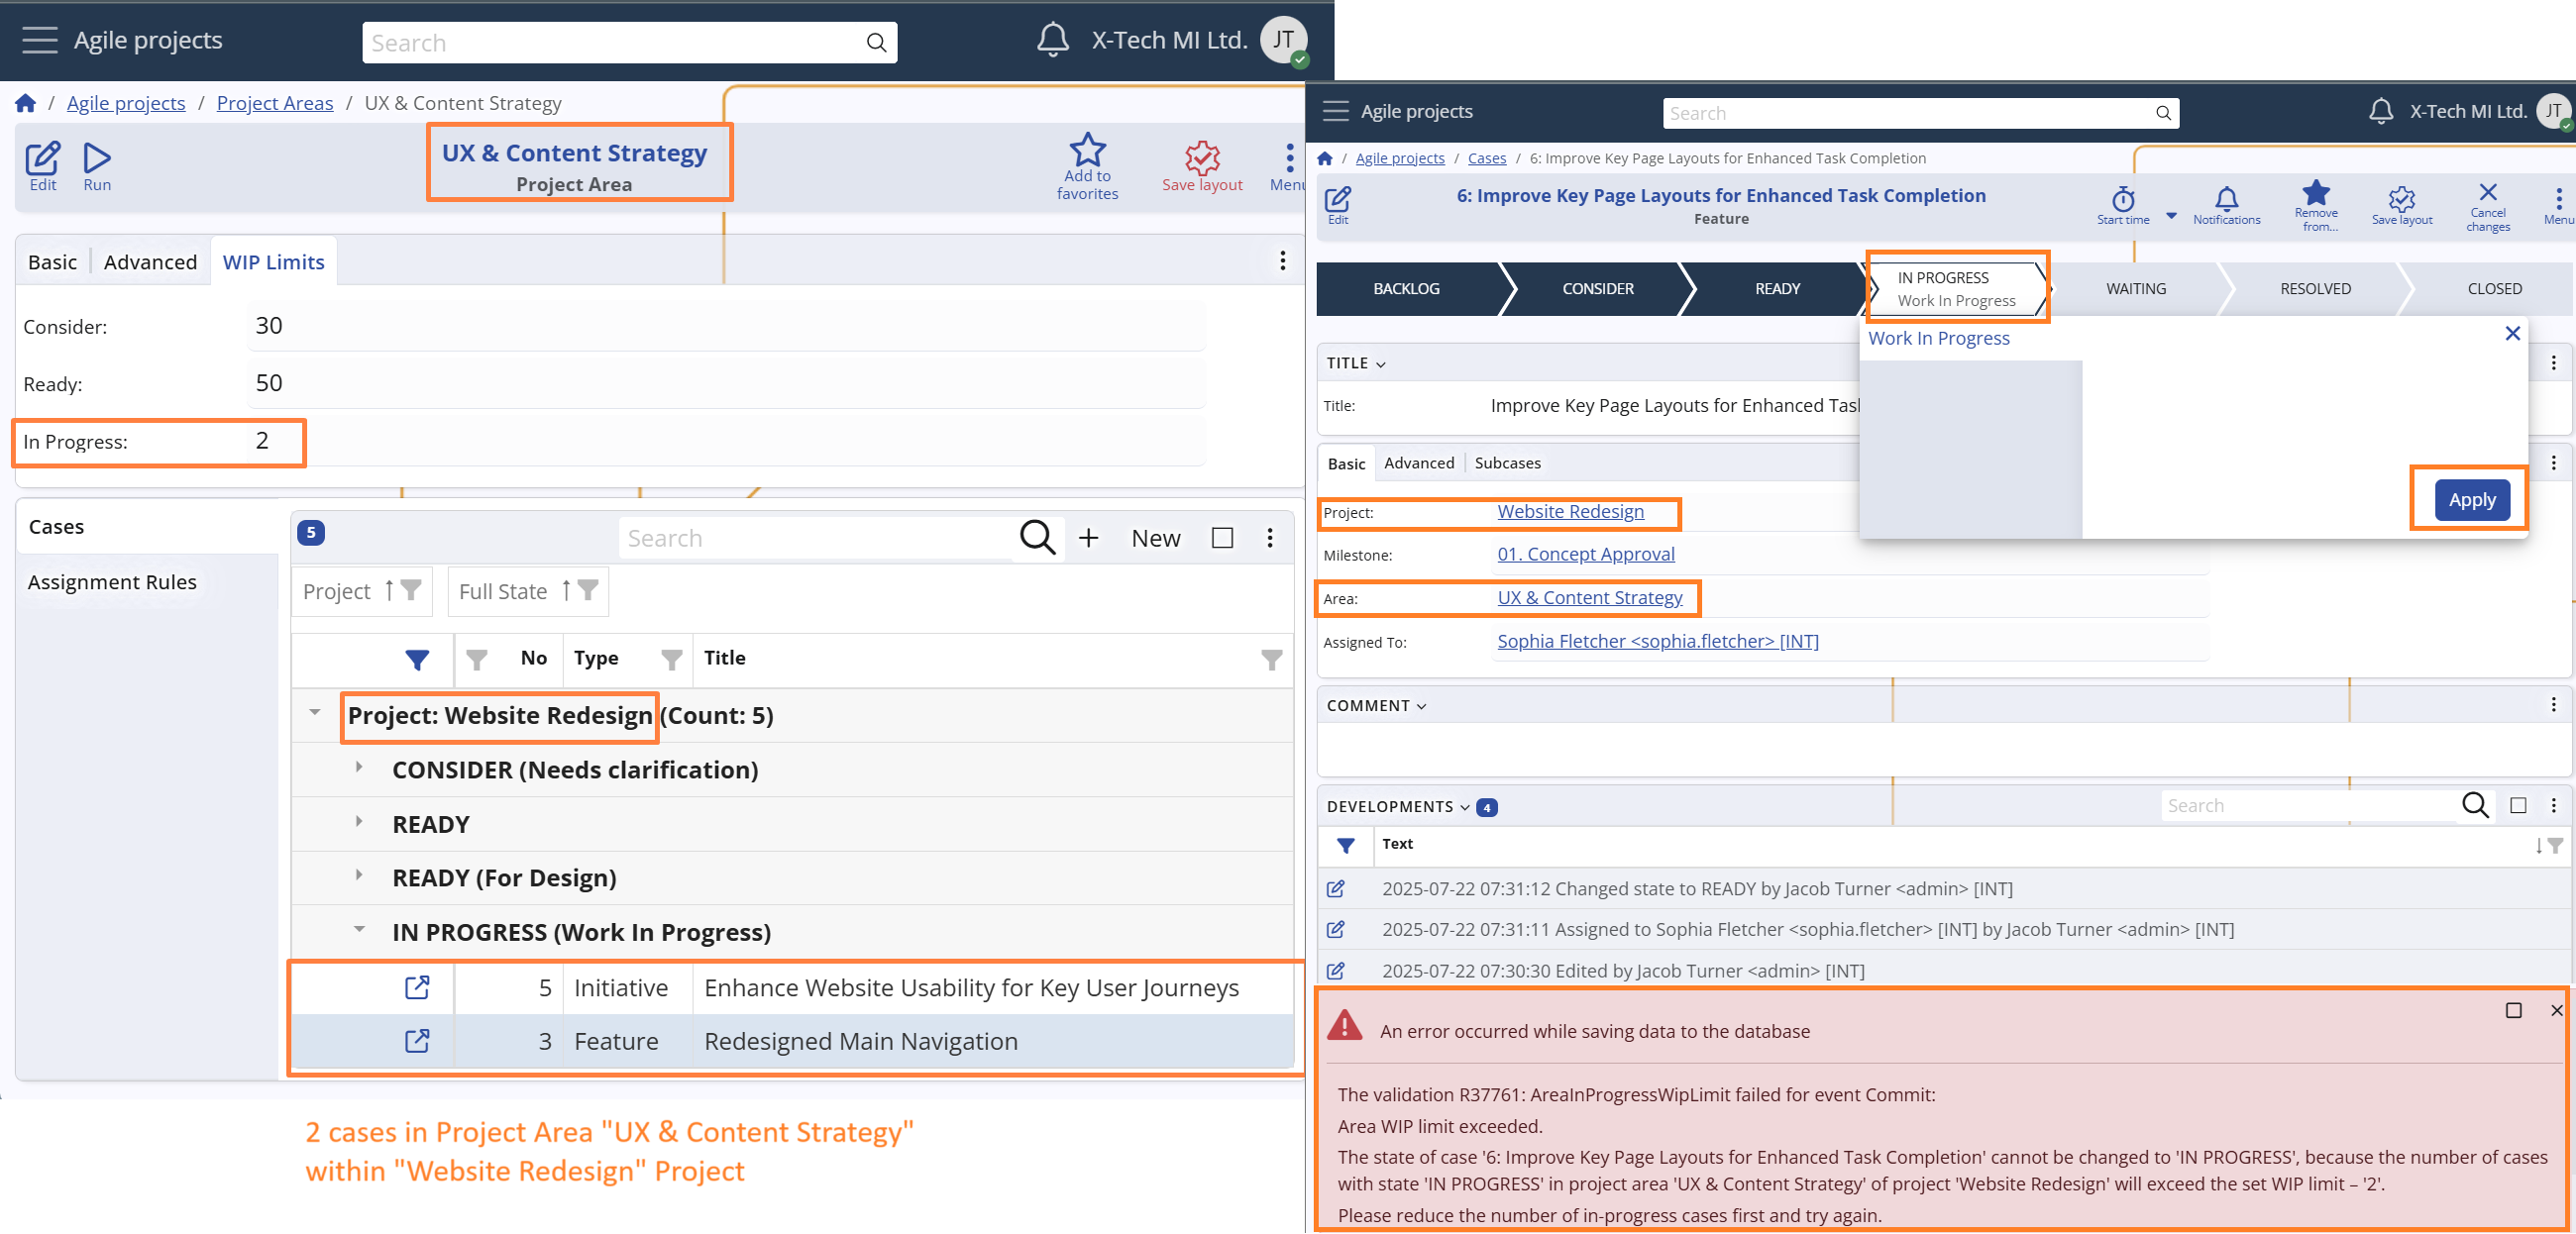 Agile projects
Search
X-Tech MI Ltd.
JT
/ Agile projects / Project Areas / UX & Content Strategy
Edit
Run
UX & Content Strategy
Project Area
Add to favorites
Save layout
Menu
Basic
Advanced
WIP Limits
Consider:
30
Ready:
50
In Progress:
2
Cases
Assignment Rules
5
Search
New
Project
Full State
No
Type
Title
Project: Website Redesign (Count: 5)
CONSIDER (Needs clarification)
READY
READY (For Design)
IN PROGRESS (Work In Progress)
5 Initiative Enhance Website Usability for Key User Journeys
3 Feature Redesigned Main Navigation
2 cases in Project Area "UX & Content Strategy"
within "Website Redesign" Project
Agile projects
Search
X-Tech MI Ltd.
JT
/ Agile projects / Cases / 6: Improve Key Page Layouts for Enhanced Task Completion
Edit
6: Improve Key Page Layouts for Enhanced Task Completion
Feature
Start time
Notifications
Remove from...
Save layout
Cancel changes
Menu
BACKLOG
CONSIDER
READY
IN PROGRESS
Work In Progress
WAITING
RESOLVED
CLOSED
Work In Progress
Apply
TITLE
Title:
Improve Key Page Layouts for Enhanced Tas
Basic
Advanced
Subcases
Project:
Website Redesign
Milestone:
01. Concept Approval
Area:
UX & Content Strategy
Assigned To:
Sophia Fletcher <sophia.fletcher> [INT]
COMMENT
DEVELOPMENTS
4
Search
Text
2025-07-22 07:31:12 Changed state to READY by Jacob Turner <admin> [INT]
2025-07-22 07:31:11 Assigned to Sophia Fletcher <sophia.fletcher> [INT] by Jacob Turner <admin> [INT]
2025-07-22 07:30:30 Edited by Jacob Turner <admin> [INT]
An error occurred while saving data to the database
The validation R37761: AreaInProgressWipLimit failed for event Commit:
Area WIP limit exceeded.
The state of case '6: Improve Key Page Layouts for Enhanced Task Completion' cannot be changed to 'IN PROGRESS', because the number of cases
with state 'IN PROGRESS' in project area 'UX & Content Strategy' of project 'Website Redesign' will exceed the set WIP limit – '2'.
Please reduce the number of in-progress cases first and try again.